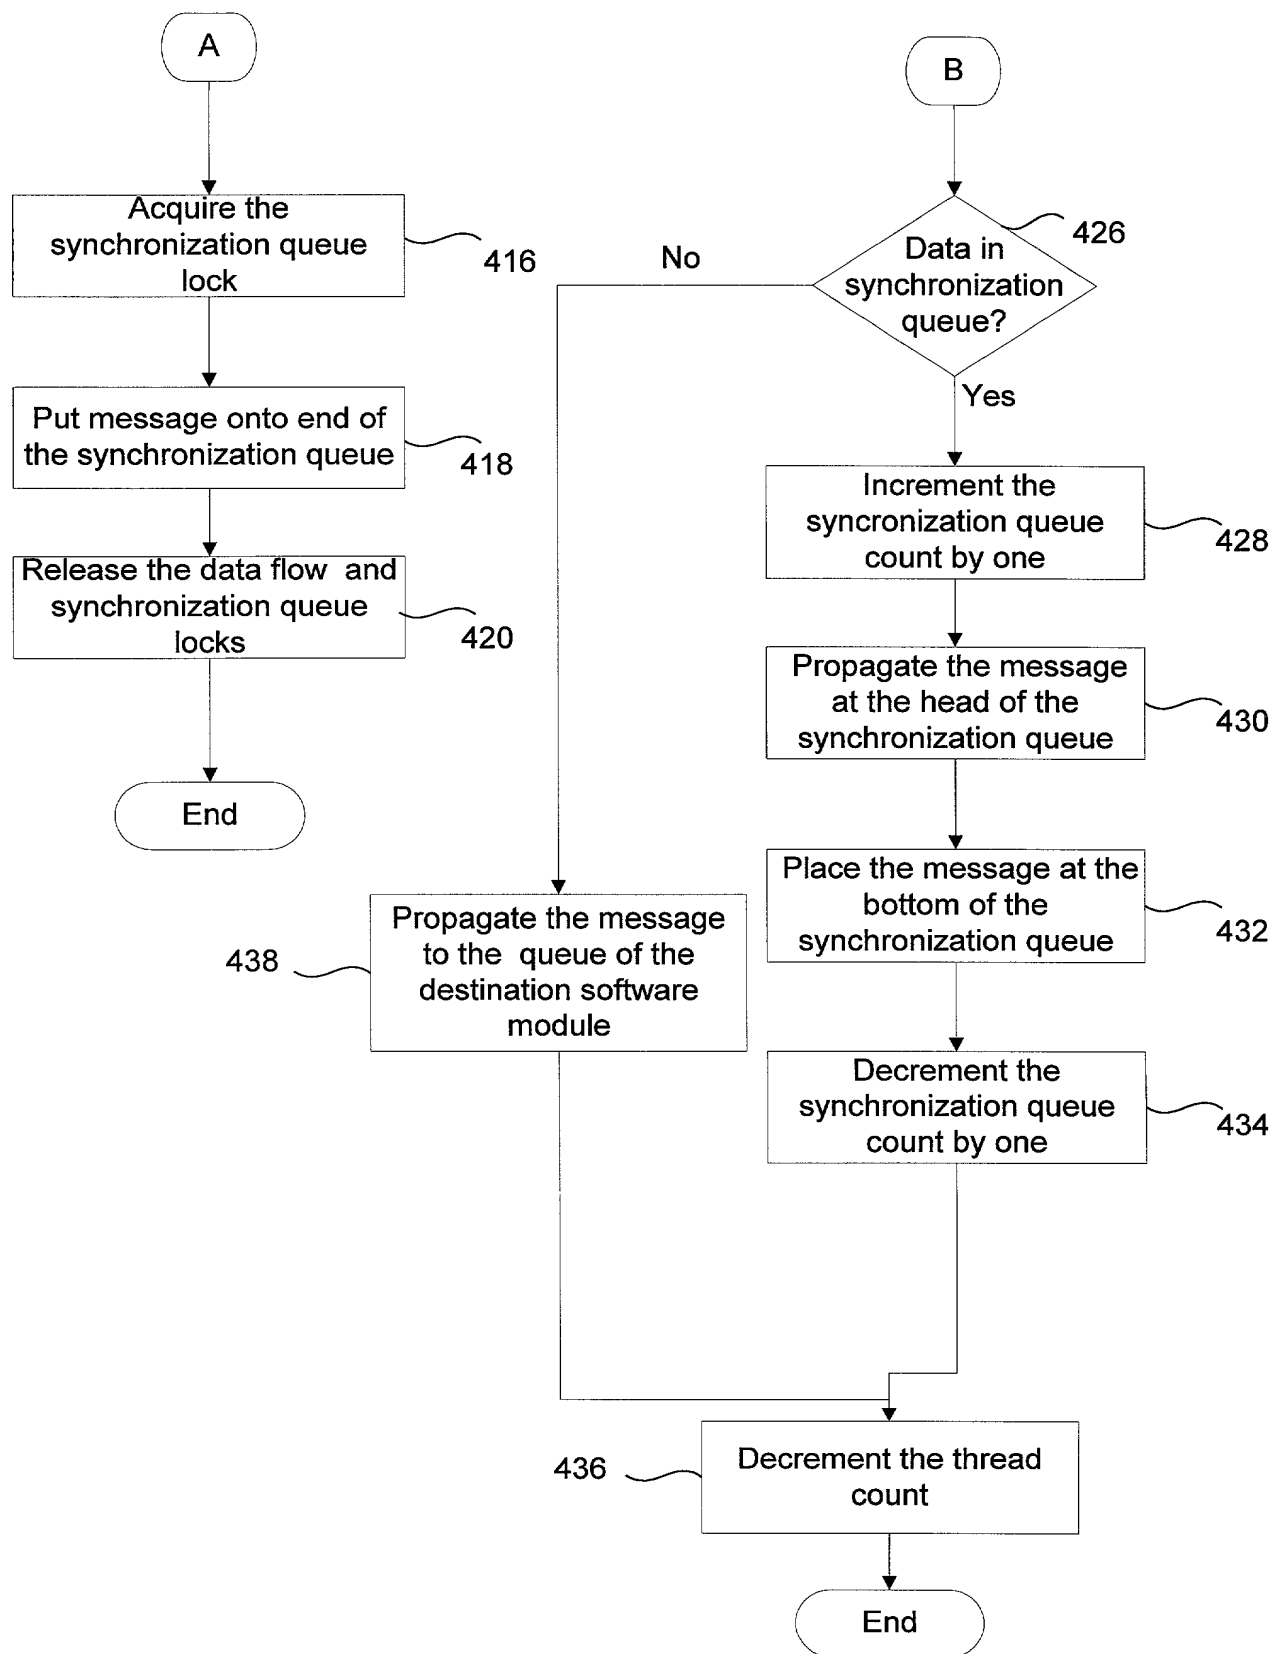 A
Acquire the
synchronization queue
lock
416
Put message onto end of
the synchronization queue
418
Release the data flow and
synchronization queue
locks
420
End
B
Data in
synchronization
queue?
426
No
Yes
Increment the
syncronization queue
count by one
428
Propagate the message
at the head of the
synchronization queue
430
Place the message at the
bottom of the
synchronization queue
432
Propagate the message
to the queue of the
destination software
module
438
Decrement the
synchronization queue
count by one
434
Decrement the thread
count
436
End